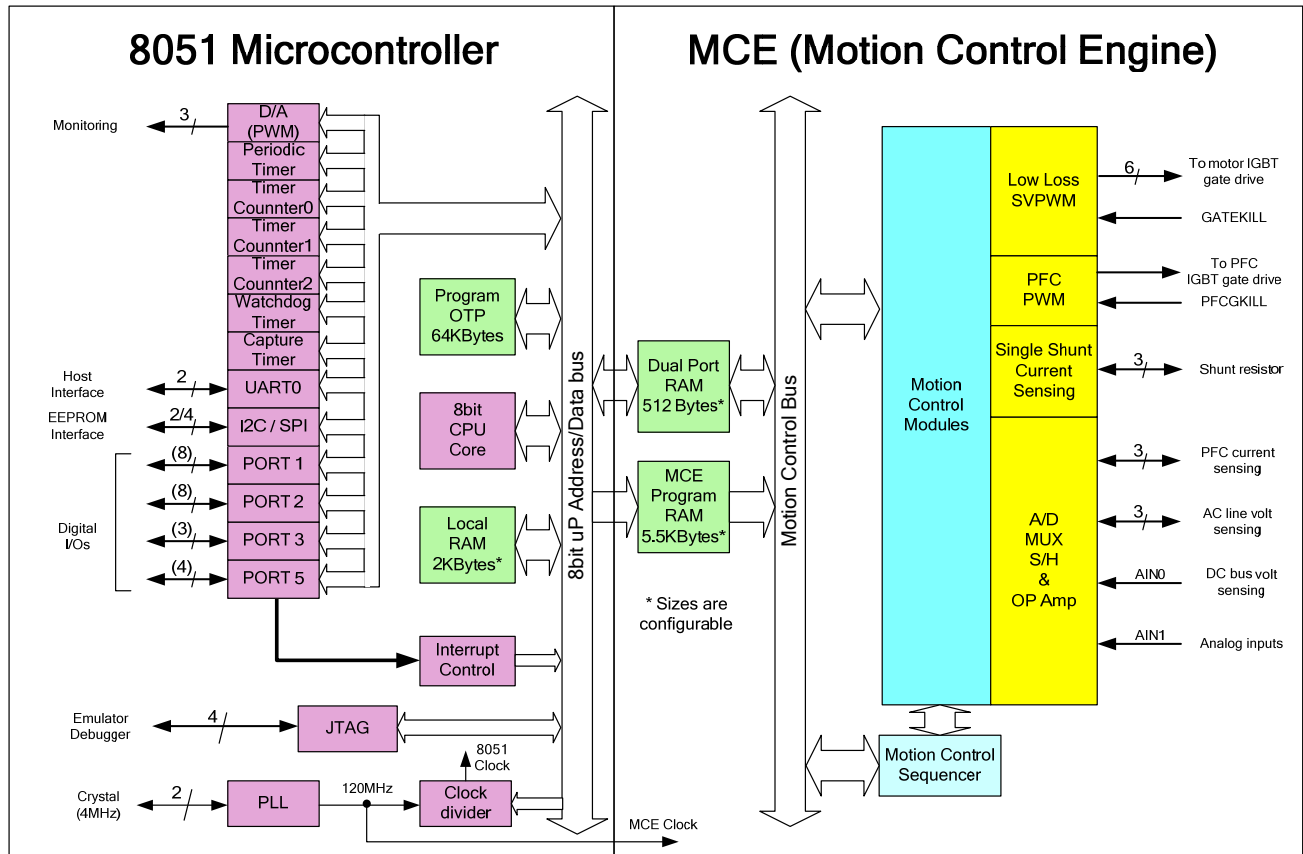 8051 Microcontroller
MCE (Motion Control Engine)
Monitoring
3
D/A
(PWM)
Periodic
Timer
Timer
Counnter0
Timer
Counnter1
Timer
Counnter2
Watchdog
Timer
Capture
Timer
Host
Interface
2
UART0
EEPROM
Interface
2/4
I2C / SPI
Digital
I/Os
(8)
PORT 1
(8)
PORT 2
(3)
PORT 3
(4)
PORT 5
Program
OTP
64KBytes
8bit
CPU
Core
Local
RAM
2KBytes*
Interrupt
Control
Emulator
Debugger
4
JTAG
Crystal
(4MHz)
2
PLL
120MHz
8051
Clock
Clock
divider
MCE Clock
8bit uP Address/Data bus
Dual Port
RAM
512 Bytes*
MCE
Program
RAM
5.5KBytes*
* Sizes are
configurable
Motion Control Bus
Motion
Control
Modules
Motion Control
Sequencer
Low Loss
SVPWM
6
To motor IGBT
gate drive
GATEKILL
PFC
PWM
To PFC
IGBT gate drive
PFCGKILL
Single Shunt
Current
Sensing
3
Shunt resistor
A/D
MUX
S/H
&
OP Amp
3
PFC current
sensing
3
AC line volt
sensing
AIN0
DC bus volt
sensing
AIN1
Analog inputs